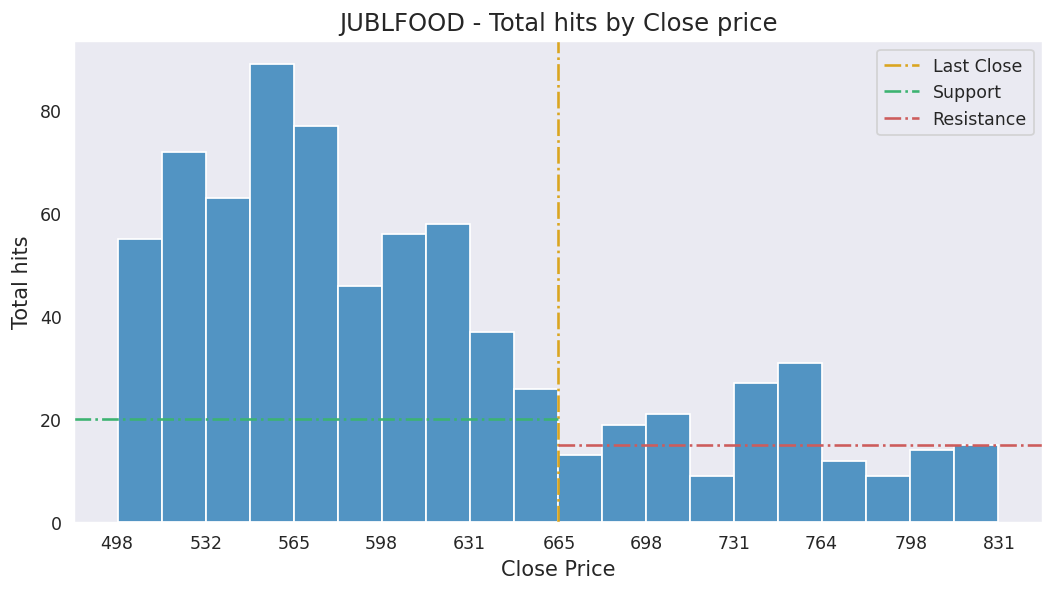 JUBLFOOD - Total hits by Close price
Last Close
Support
Resistance
Total hits
80
60
40
20
0
498 532 565 598 631 665 698 731 764 798 831
Close Price